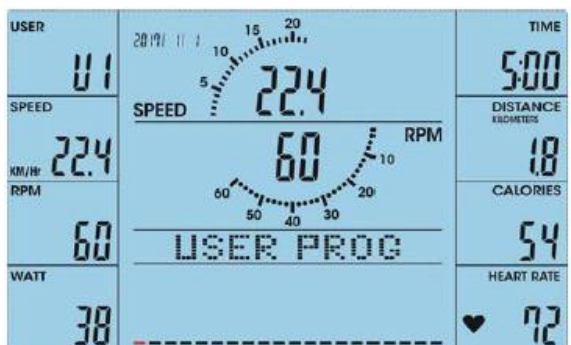 USER
U1
SPEED
KM/Hr 22.4
RPM
60
WATT
38
2019/ 11 1
5 10 15 20
SPEED 22.4
60 RPM
10 20 30 40 50 60
USER PROG
TIME
5:00
DISTANCE
KILOMETERS
1.8
CALORIES
54
HEART RATE
72